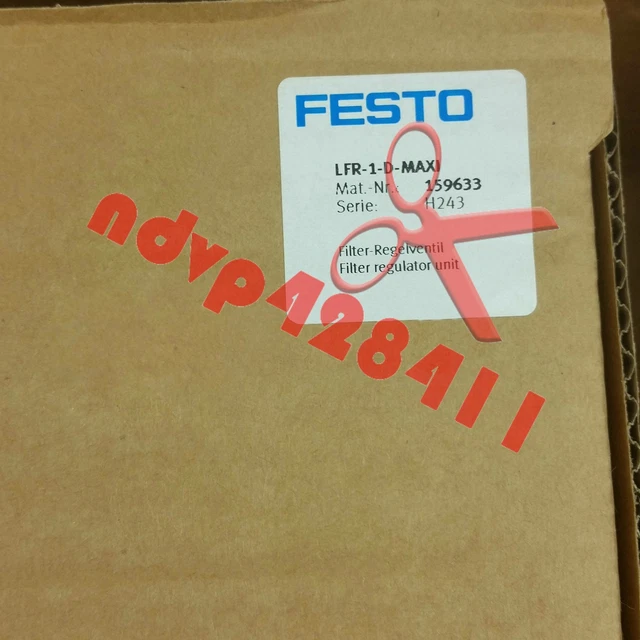 FESTO
LFR-1-D-MAXI
Mat.-Nr.: 159633
Serie: H243
Filter-Regelventil
Filter regulator unit
ndvp428411